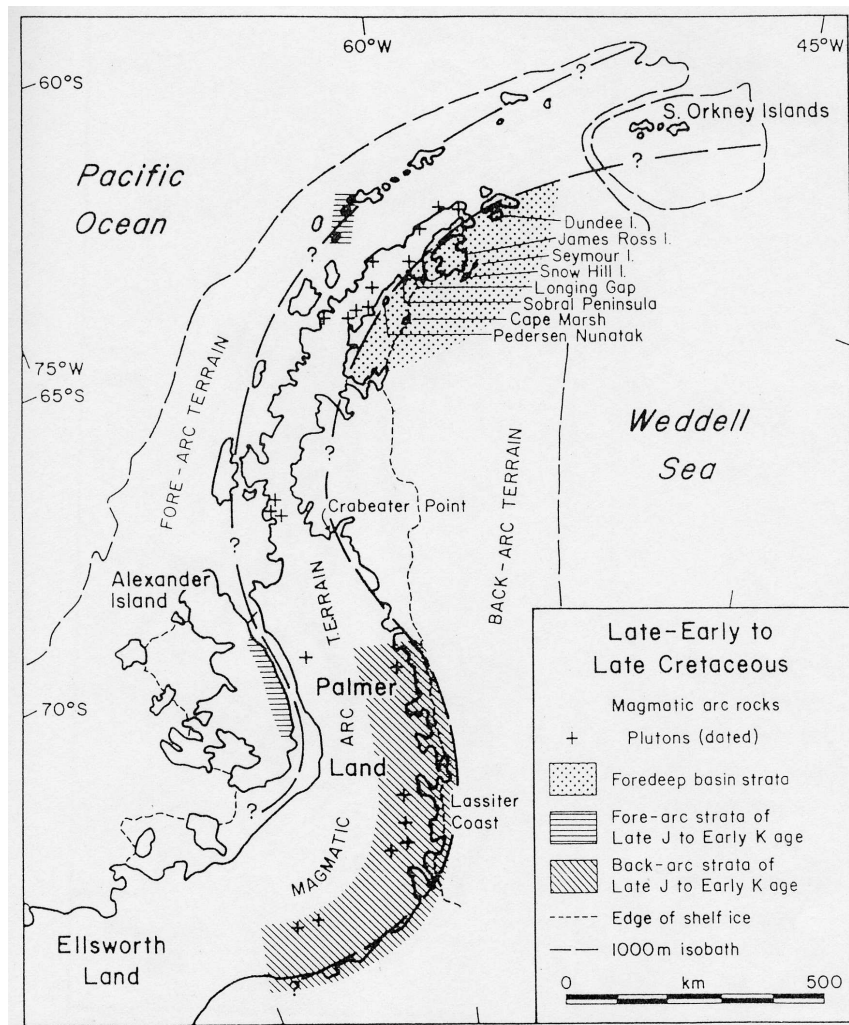 60°W
45°W
60°S
S. Orkney Islands
Pacific
Ocean
?
?
?
Dundee I.
James Ross I.
Seymour I.
Snow Hill I.
Longing Gap
Sobral Peninsula
Cape Marsh
Pedersen Nunatak
75°W
65°S
FORE-ARC TERRAIN
Weddell
Sea
?
?
Crabeater Point
BACK-ARC TERRAIN
Alexander
Island
TERRAIN
70°S
Palmer
ARC
Land
Lassiter
Coast
?
MAGMATIC
Ellsworth
Land
?
Late-Early to
Late Cretaceous
Magmatic arc rocks
+ Plutons (dated)
Foredeep basin strata
Fore-arc strata of
Late J to Early K age
Back-arc strata of
Late J to Early K age
Edge of shelf ice
1000m isobath
0 km 500